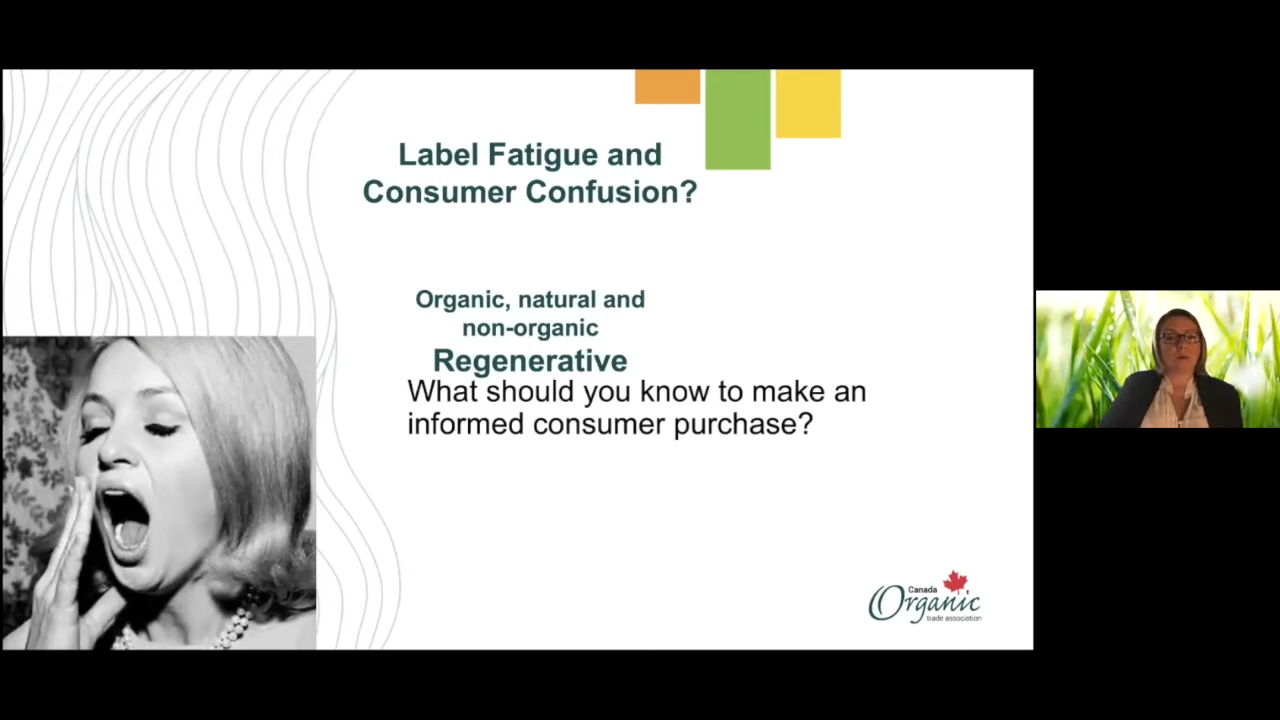 Label Fatigue and
Consumer Confusion?
Organic, natural and
non-organic
Regenerative
What should you know to make an
informed consumer purchase?
Canada
Organic
trade association